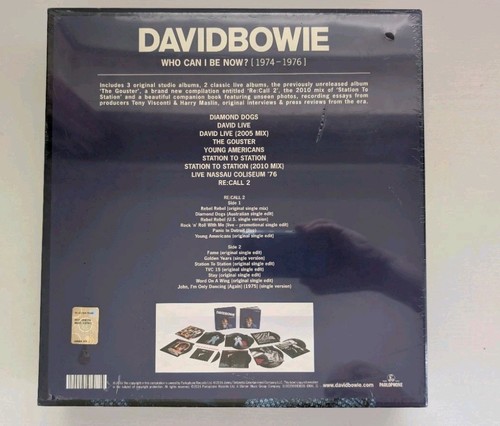 DAVIDBOWIE
WHO CAN I BE NOW? [1974–1976]
Includes 3 original studio albums, 2 classic live albums, the previously unreleased album
'The Gouster', a brand new compilation entitled 'Re:Call 2', the 2010 mix of 'Station To
Station' and a beautiful companion book featuring unseen photos, recording essays from
producers Tony Visconti & Harry Maslin, original interviews & press reviews from the era.
DIAMOND DOGS
DAVID LIVE
DAVID LIVE (2005 MIX)
THE GOUSTER
YOUNG AMERICANS
STATION TO STATION
STATION TO STATION (2010 MIX)
LIVE NASSAU COLISEUM '76
RE:CALL 2
RE:CALL 2
Side 1
Rebel Rebel (original single mix)
Diamond Dogs (Australian single edit)
Rebel Rebel (U.S. single version)
Rock 'n' Roll With Me (live – promotional single edit)
Panic In Detroit (live)
Young Americans (original single edit)
Side 2
Fame (original single edit)
Golden Years (single version)
Station To Station (original single edit)
TVC 15 (original single edit)
Stay (original single edit)
Word On A Wing (original single edit)
John, I'm Only Dancing (Again) (1975) (single version)
DAVIDBOWIE
www.davidbowie.com
PARLOPHONE